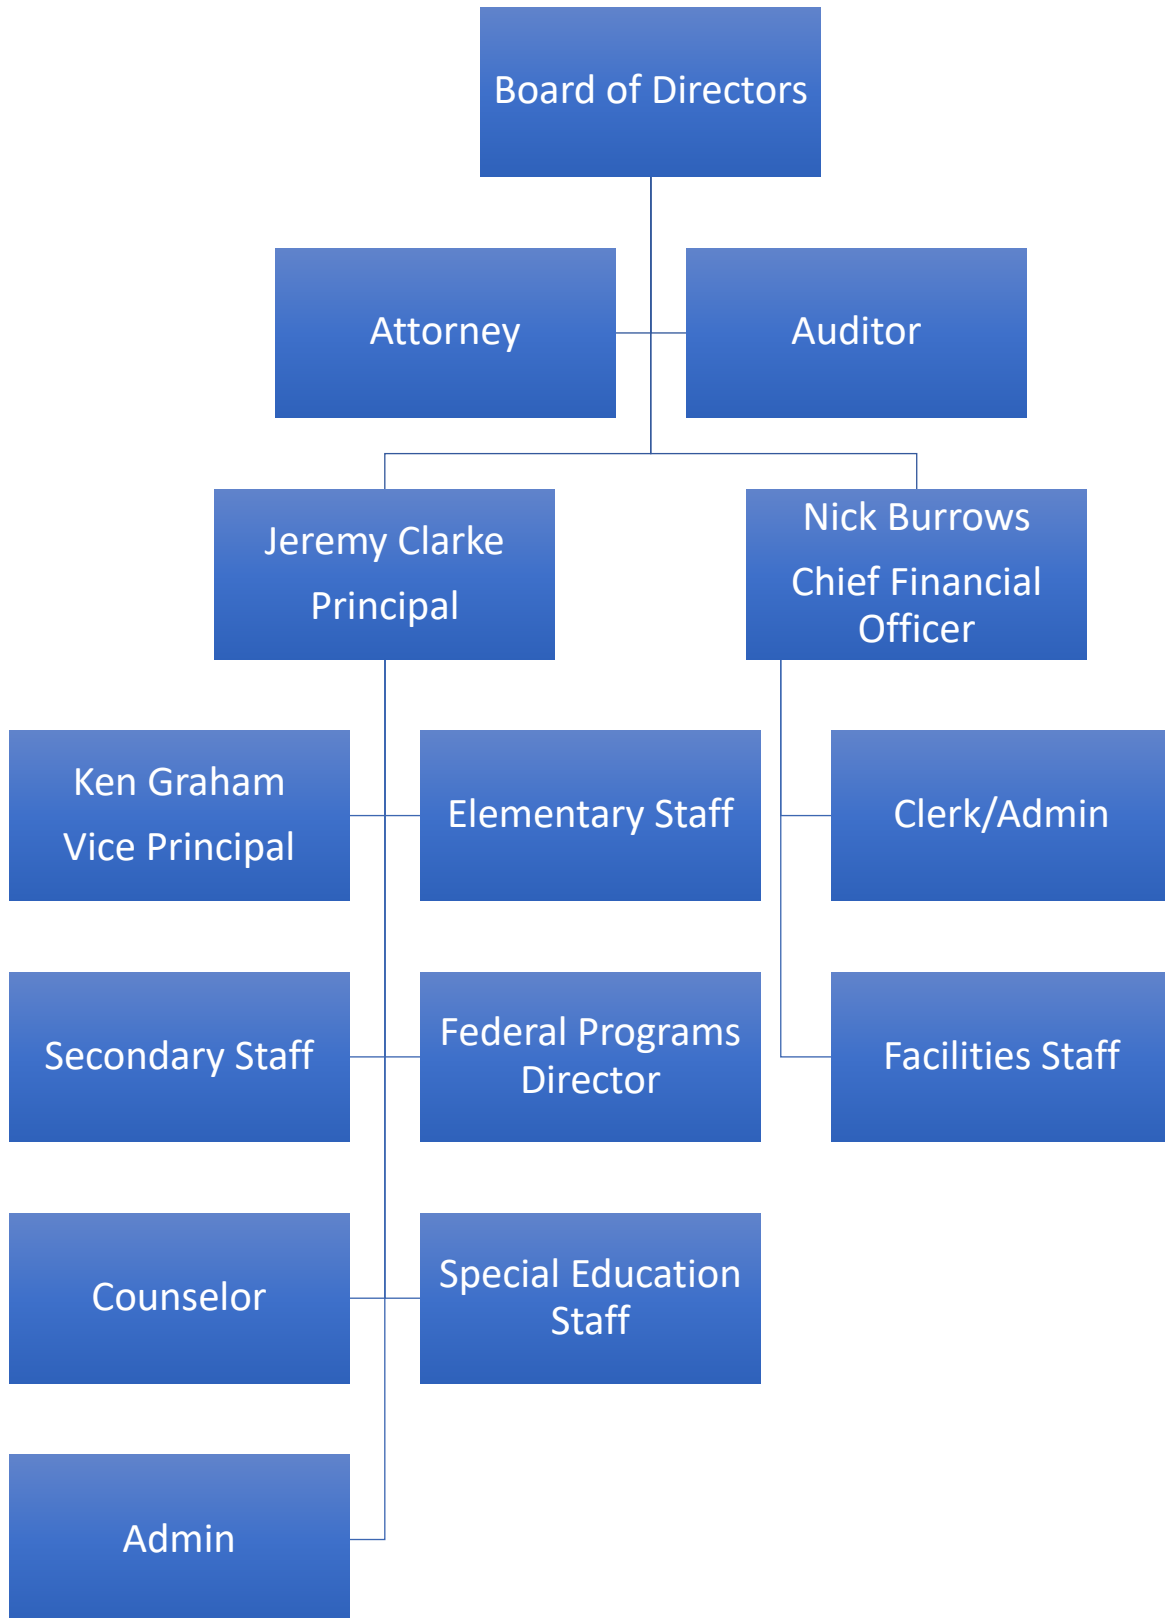 Board of Directors
Attorney
Auditor
Jeremy Clarke
Principal
Nick Burrows
Chief Financial
Officer
Ken Graham
Vice Principal
Elementary Staff
Clerk/Admin
Secondary Staff
Federal Programs
Director
Facilities Staff
Counselor
Special Education
Staff
Admin